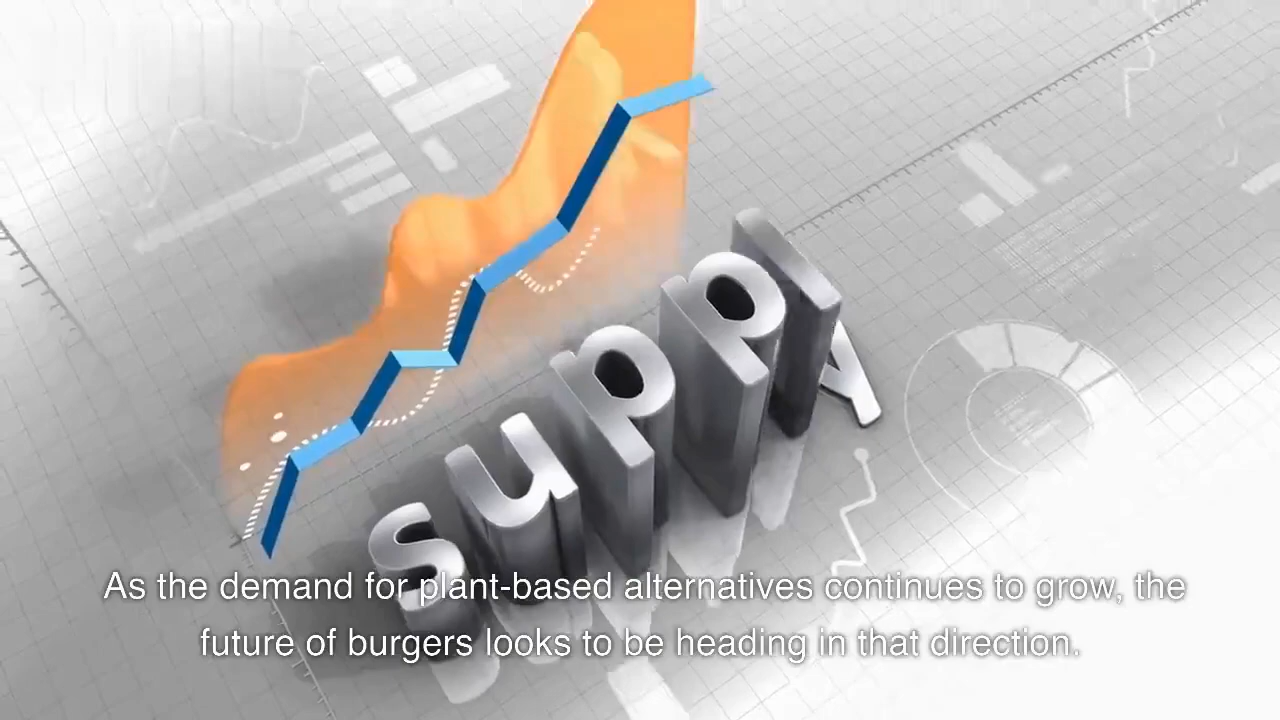 supply
As the demand for plant-based alternatives continues to grow, the
future of burgers looks to be heading in that direction.